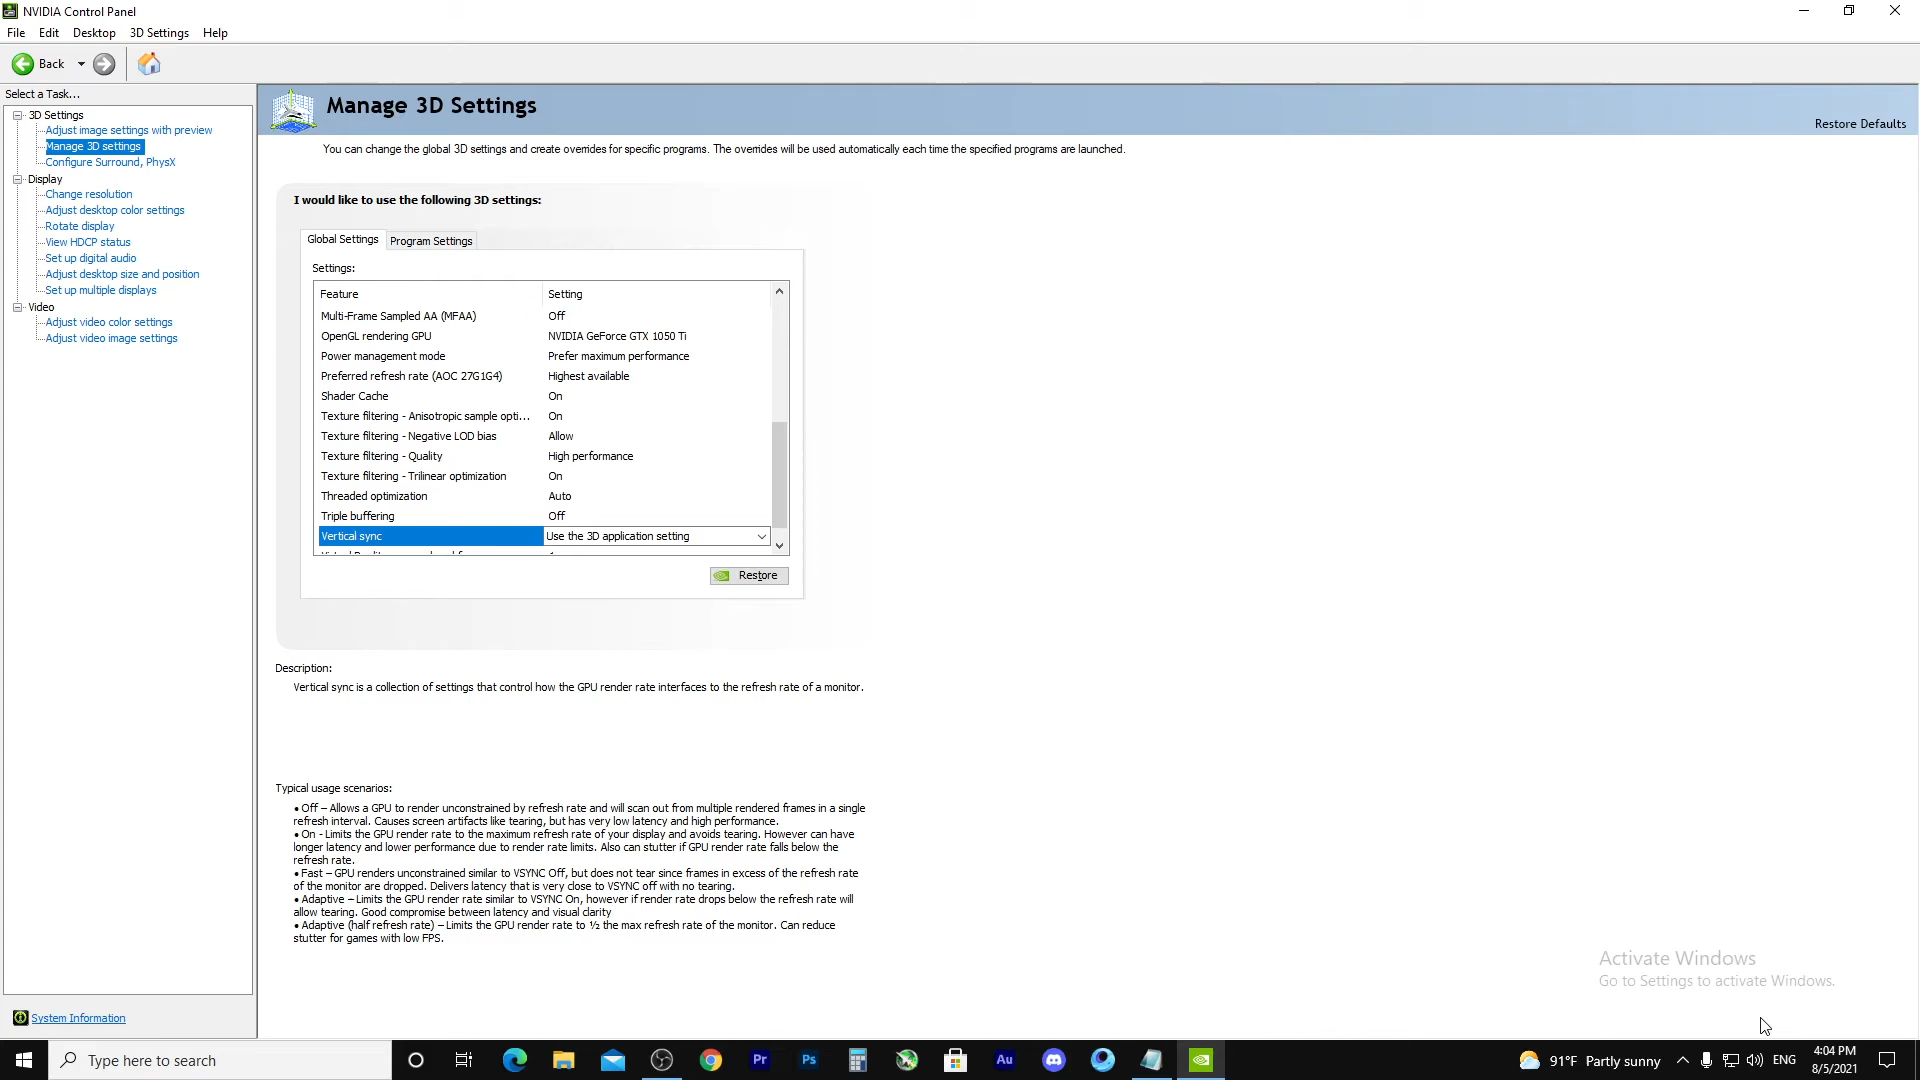 NVIDIA Control Panel
File Edit Desktop 3D Settings Help
Back
Select a Task...
3D Settings
Adjust image settings with preview
Manage 3D settings
Configure Surround, PhysX
Display
Change resolution
Adjust desktop color settings
Rotate display
View HDCP status
Set up digital audio
Adjust desktop size and position
Set up multiple displays
Video
Adjust video color settings
Adjust video image settings
System Information
Manage 3D Settings
Restore Defaults
You can change the global 3D settings and create overrides for specific programs. The overrides will be used automatically each time the specified programs are launched.
I would like to use the following 3D settings:
Global Settings Program Settings
Settings:
Feature Setting
Multi-Frame Sampled AA (MFAA) Off
OpenGL rendering GPU NVIDIA GeForce GTX 1050 Ti
Power management mode Prefer maximum performance
Preferred refresh rate (AOC 27G1G4) Highest available
Shader Cache On
Texture filtering - Anisotropic sample opti... On
Texture filtering - Negative LOD bias Allow
Texture filtering - Quality High performance
Texture filtering - Trilinear optimization On
Threaded optimization Auto
Triple buffering Off
Vertical sync Use the 3D application setting
Restore
Description:
Vertical sync is a collection of settings that control how the GPU render rate interfaces to the refresh rate of a monitor.
Typical usage scenarios:
• Off – Allows a GPU to render unconstrained by refresh rate and will scan out from multiple rendered frames in a single
refresh interval. Causes screen artifacts like tearing, but has very low latency and high performance.
• On - Limits the GPU render rate to the maximum refresh rate of your display and avoids tearing. However can have
longer latency and lower performance due to render rate limits. Also can stutter if GPU render rate falls below the
refresh rate.
• Fast – GPU renders unconstrained similar to VSYNC Off, but does not tear since frames in excess of the refresh rate
of the monitor are dropped. Delivers latency that is very close to VSYNC off with no tearing.
• Adaptive – Limits the GPU render rate similar to VSYNC On, however if render rate drops below the refresh rate will
allow tearing. Good compromise between latency and visual clarity
• Adaptive (half refresh rate) – Limits the GPU render rate to ½ the max refresh rate of the monitor. Can reduce
stutter for games with low FPS.
Activate Windows
Go to Settings to activate Windows.
Type here to search
Pr
Ps
Au
91°F Partly sunny
ENG
4:04 PM
8/5/2021